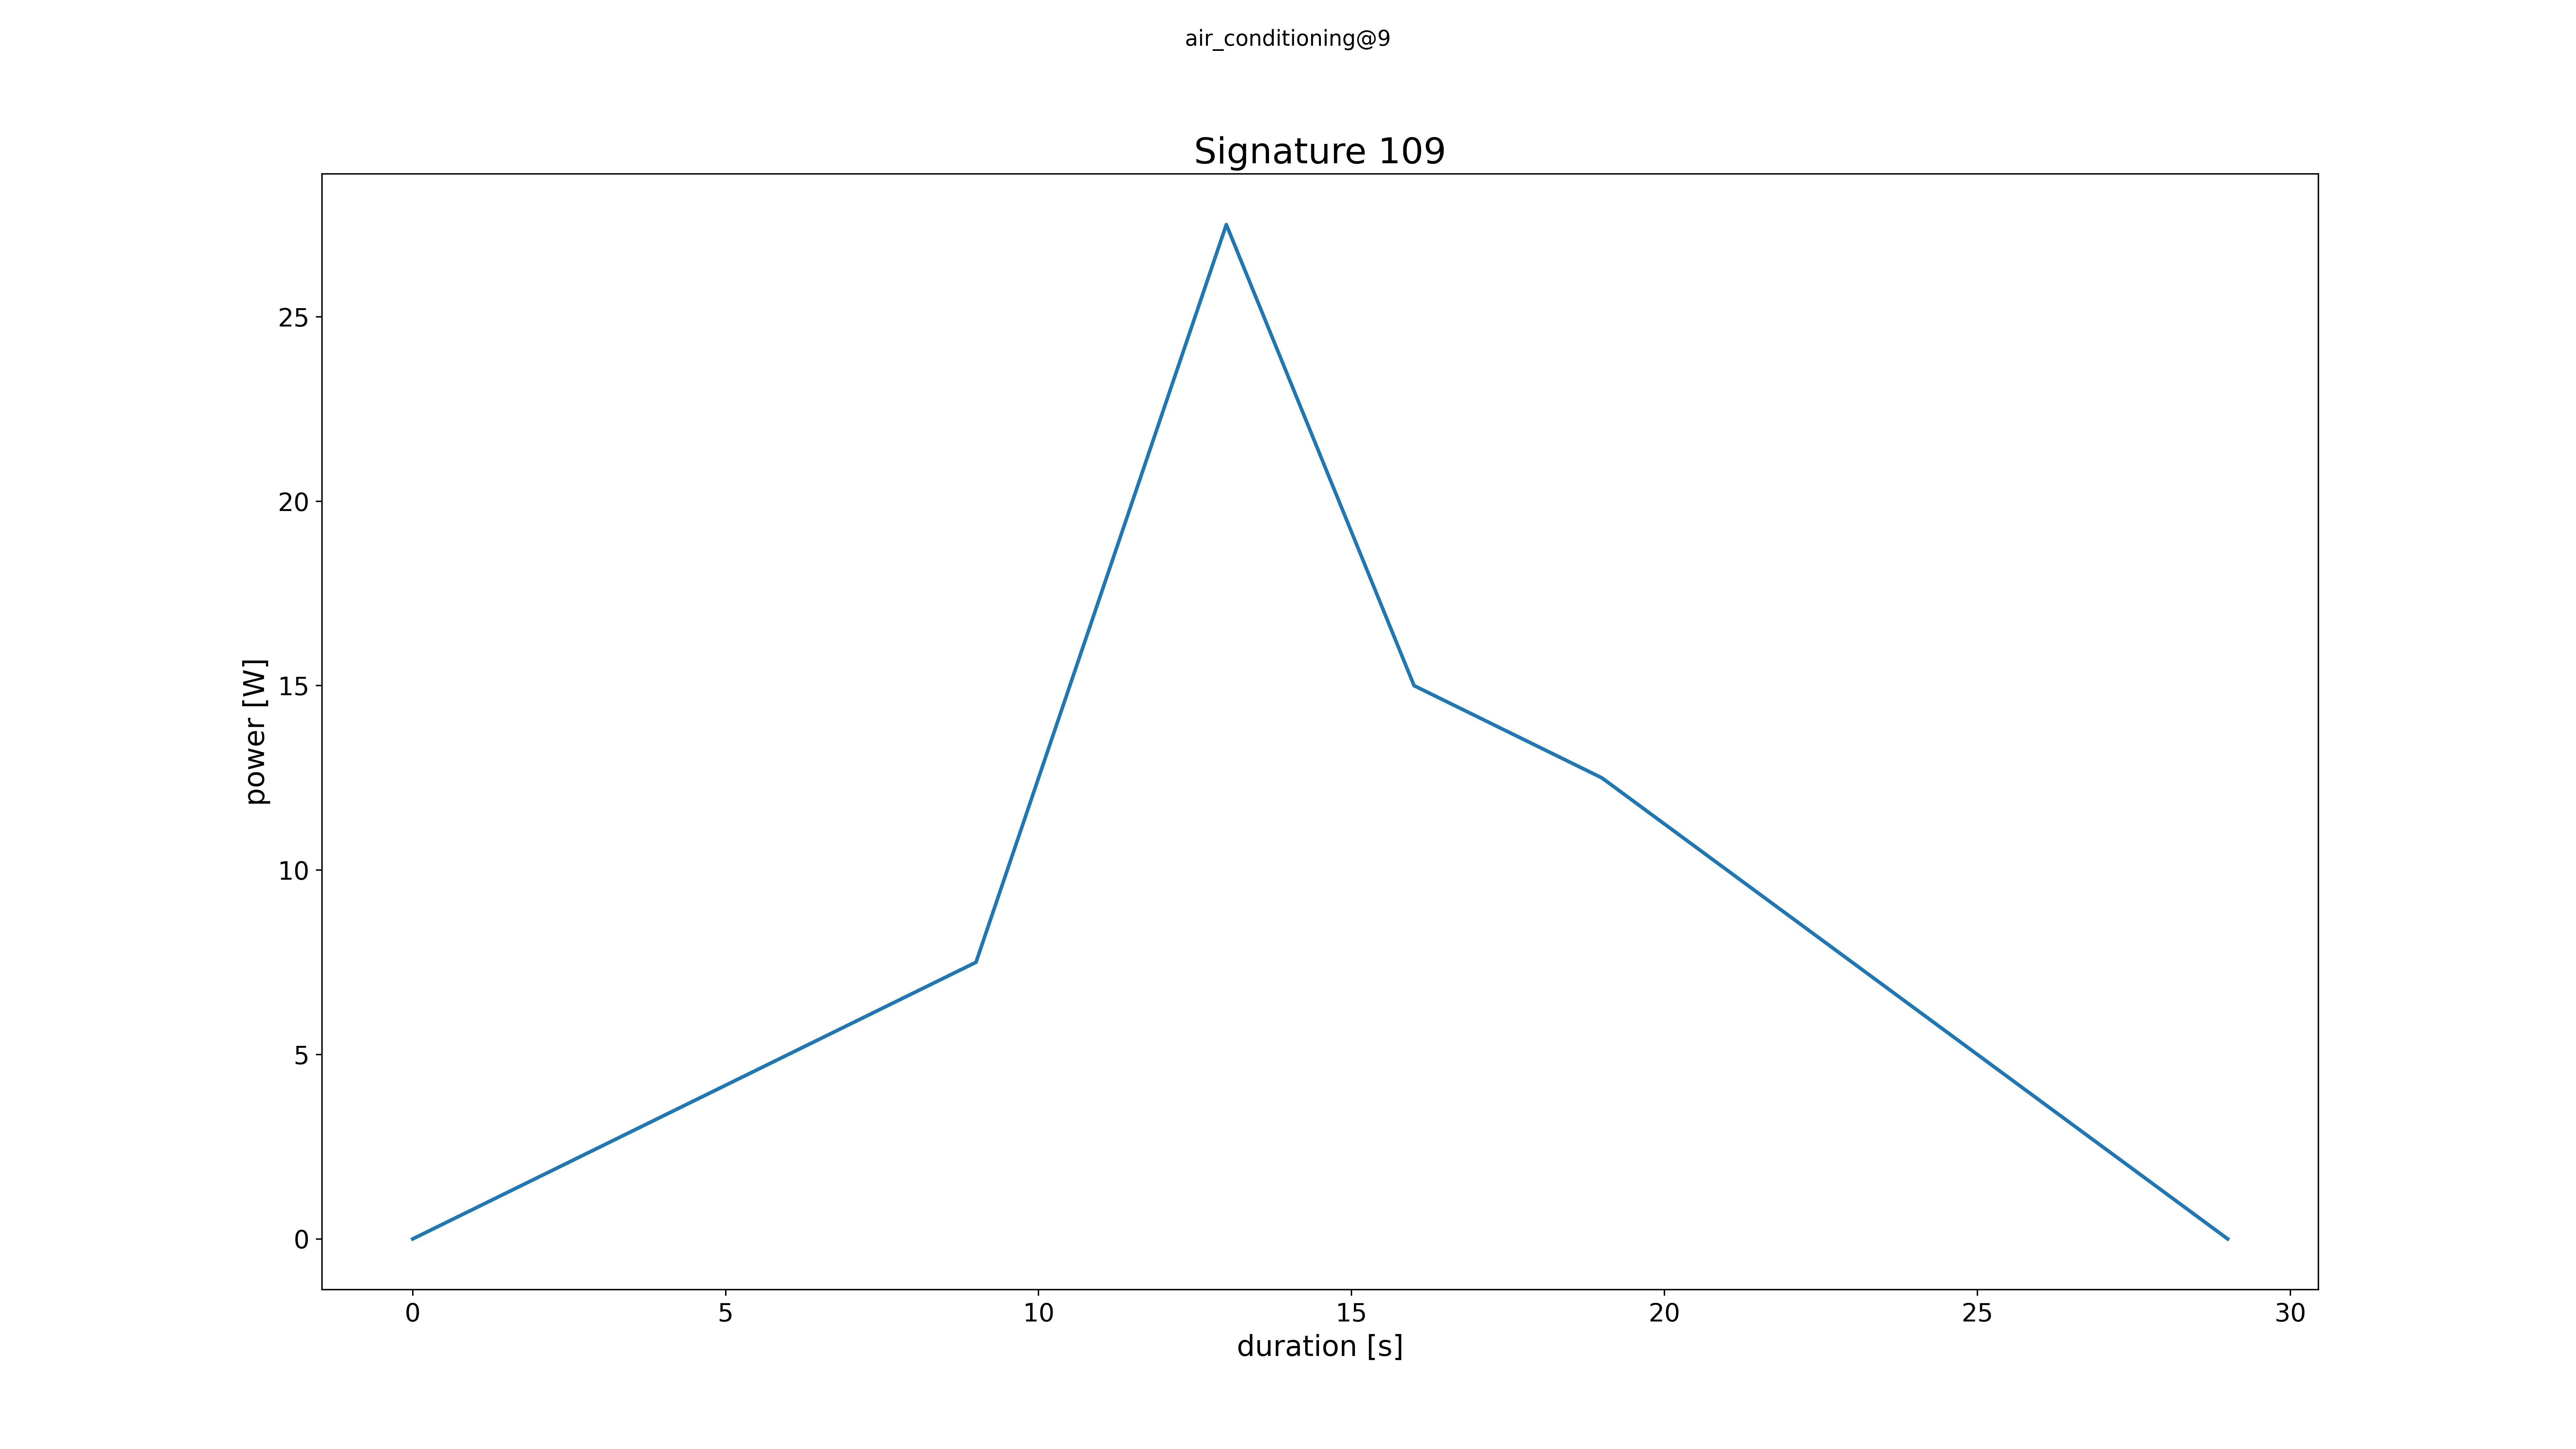 air_conditioning@9
Signature 109
power [W]
25
20
15
10
5
0
0 5 10 15 20 25 30
duration [s]